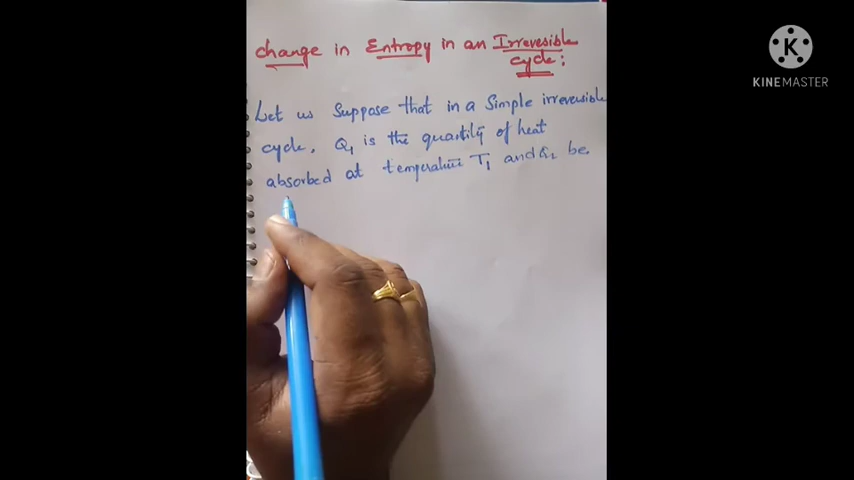 change in Entropy in an Irrevesible
cycle:
Let us Suppose that in a Simple irreversible
cycle, Q1 is the quantity of heat
absorbed at temperature T1 and Q2 be
K
KINEMASTER